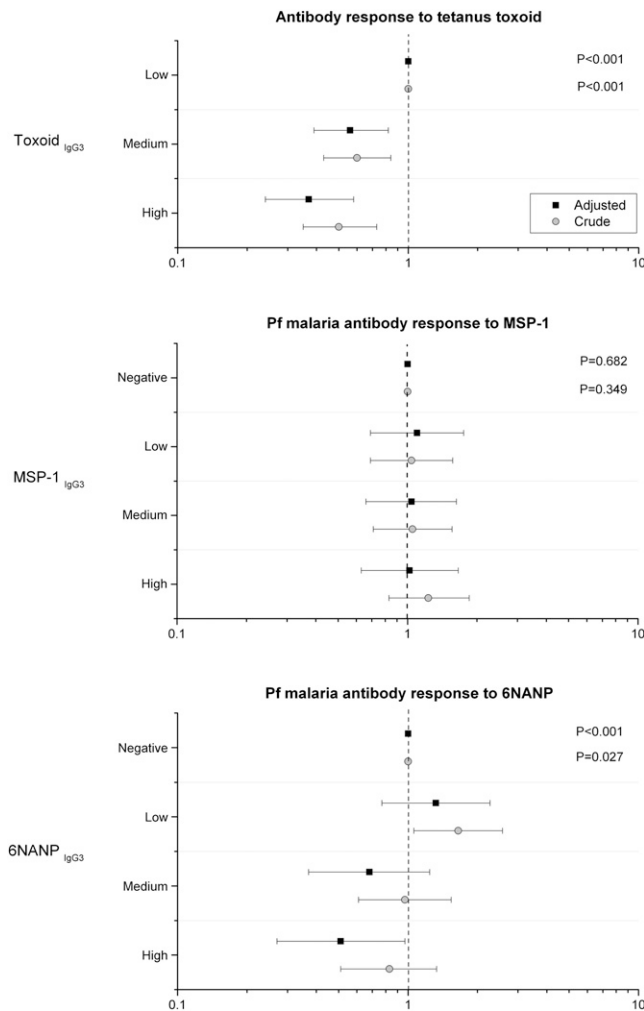 Antibody response to tetanus toxoid
Low
P<0.001
P<0.001
Toxoid IgG3
Medium
High
Adjusted
Crude
0.1 1 10
Pf malaria antibody response to MSP-1
Negative
P=0.682
P=0.349
Low
MSP-1 IgG3
Medium
High
0.1 1 10
Pf malaria antibody response to 6NANP
Negative
P<0.001
P=0.027
Low
6NANP IgG3
Medium
High
0.1 1 10